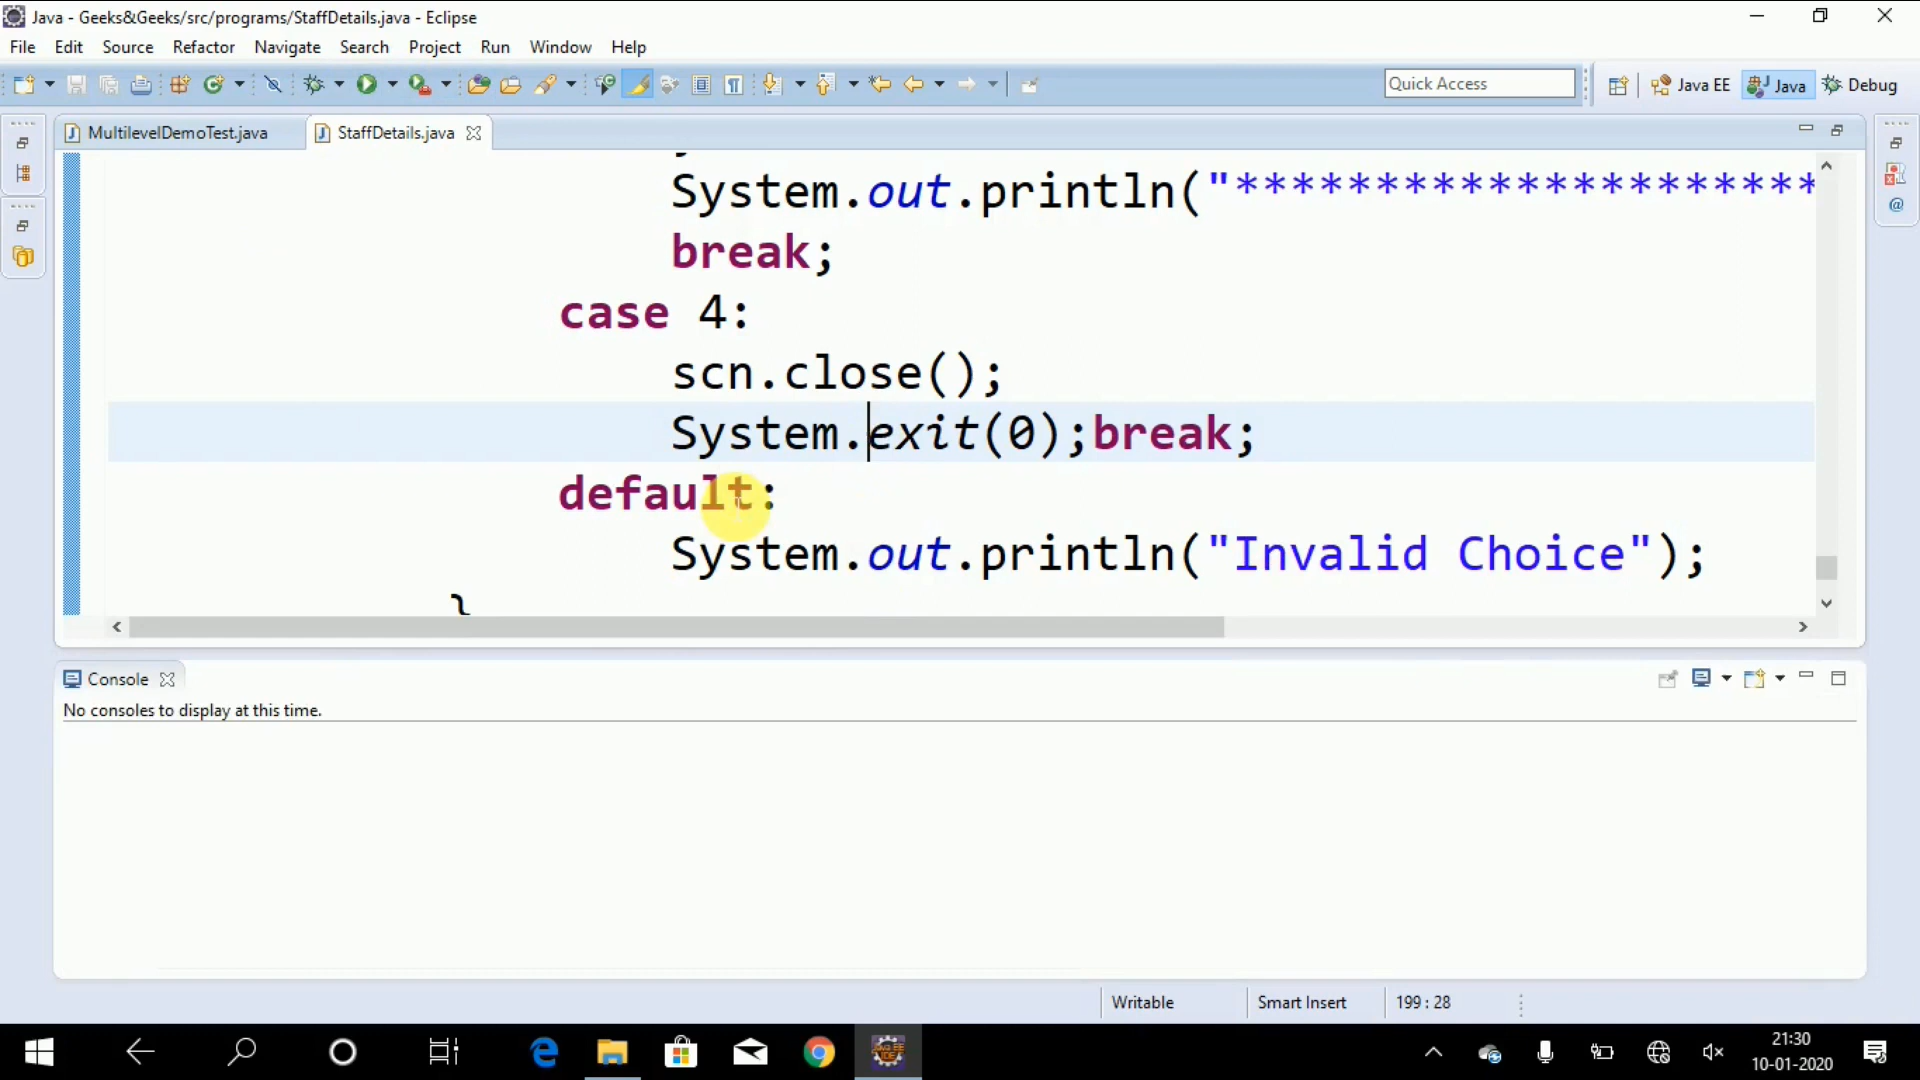 Java - Geeks&Geeks/src/programs/StaffDetails.java - Eclipse
File Edit Source Refactor Navigate Search Project Run Window Help
Quick Access Java EE Java Debug
MultilevelDemoTest.java StaffDetails.java
System.out.println("*********************
break;
case 4:
scn.close();
System.exit(0);break;
default:
System.out.println("Invalid Choice");
}
Console
No consoles to display at this time.
Writable Smart Insert 199 : 28
21:30
10-01-2020